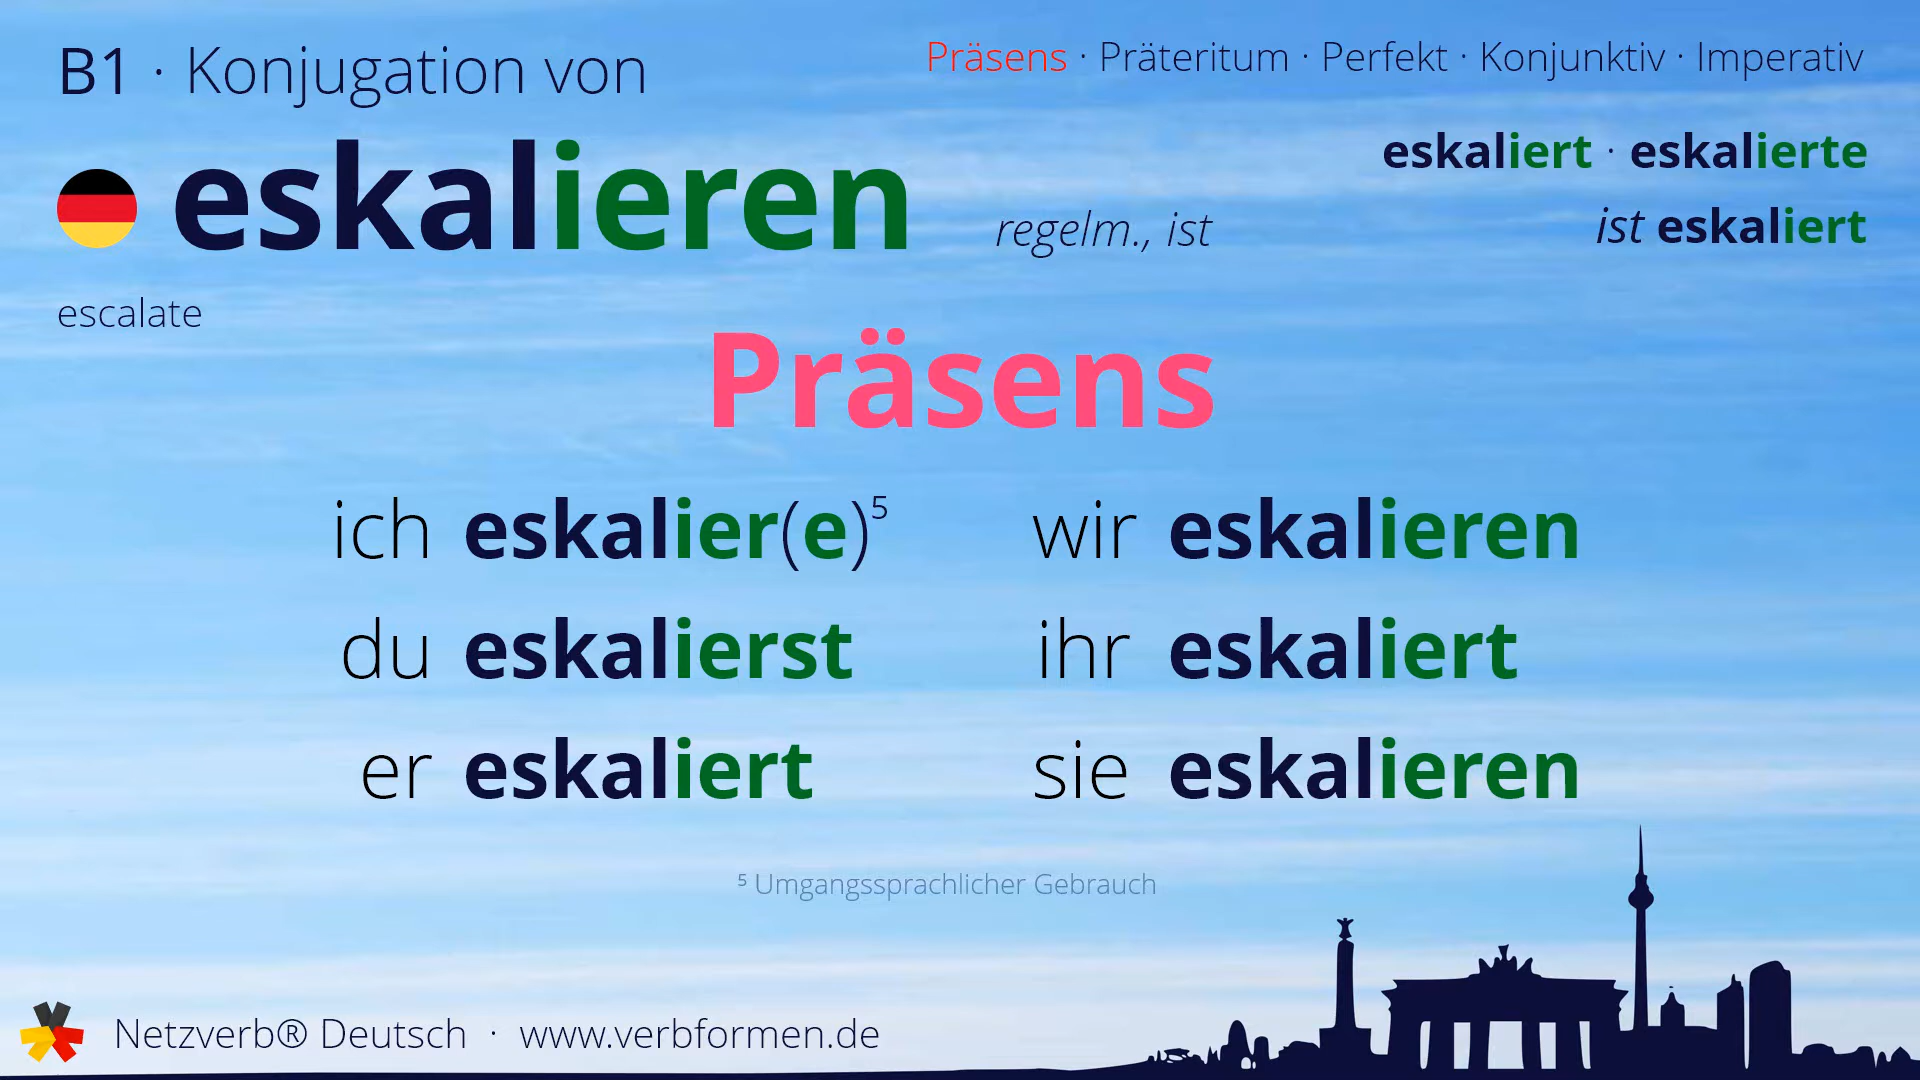 B1 · Konjugation von
Präsens · Präteritum · Perfekt · Konjunktiv · Imperativ
eskalieren
regelm., ist
eskaliert · eskalierte
ist eskaliert
escalate
Präsens
ich eskalier(e)⁵
wir eskalieren
du eskalierst
ihr eskaliert
er eskaliert
sie eskalieren
⁵ Umgangssprachlicher Gebrauch
Netzverb® Deutsch · www.verbformen.de